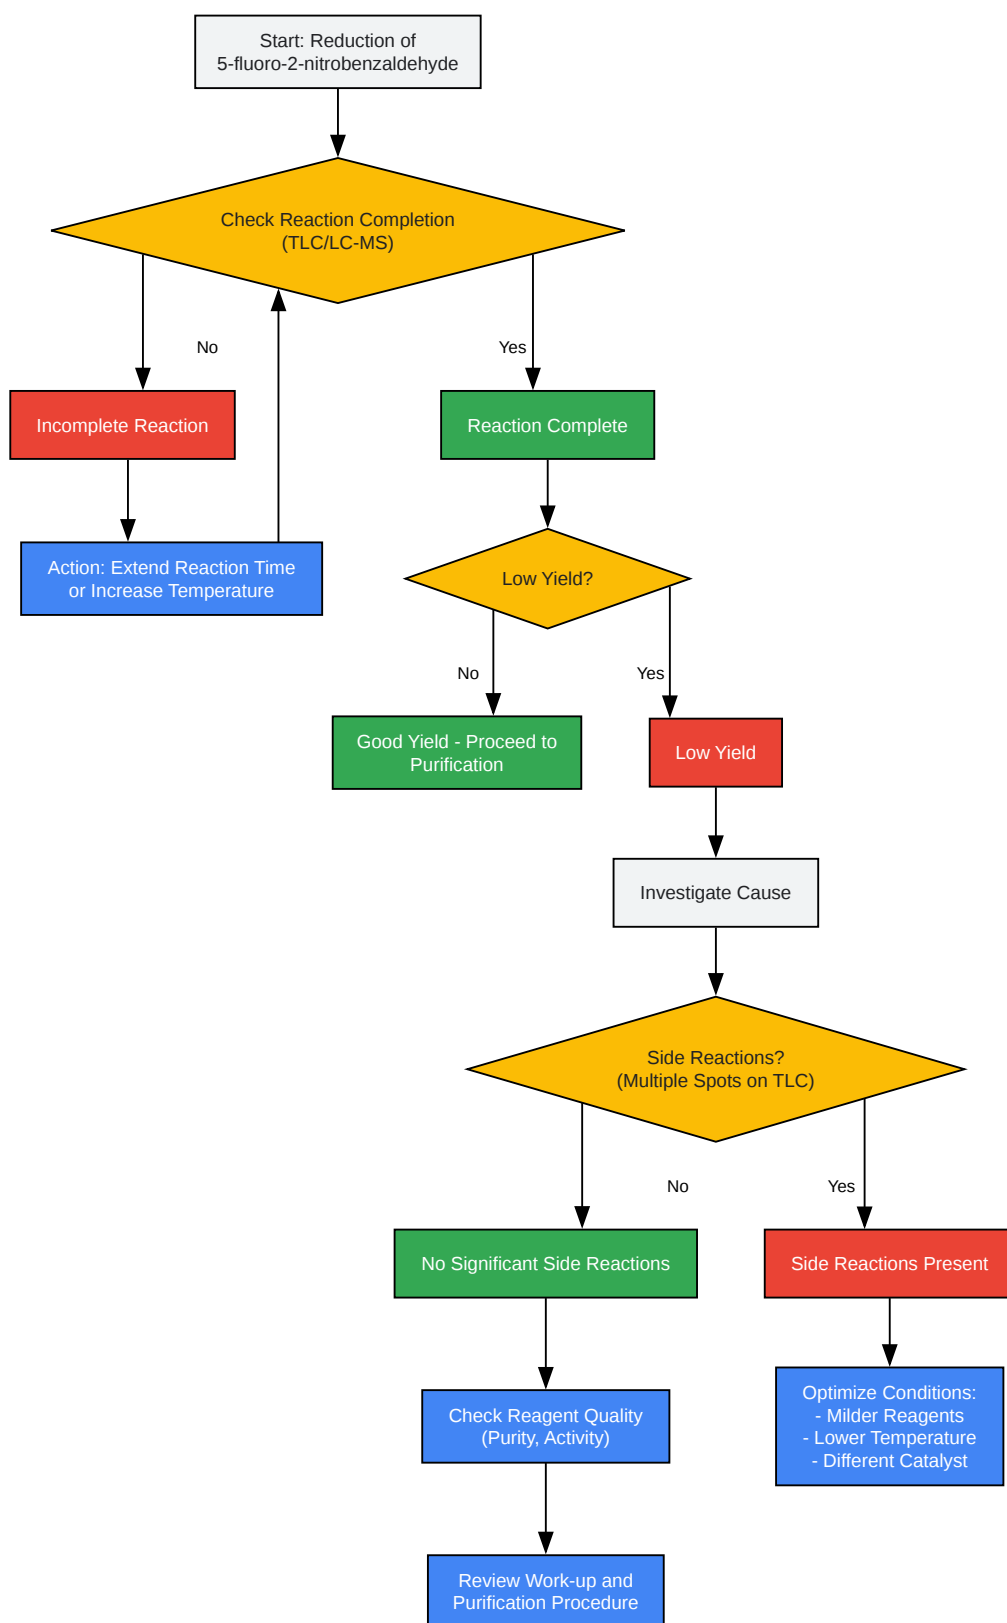 Start: Reduction of
5-fluoro-2-nitrobenzaldehyde
Check Reaction Completion
(TLC/LC-MS)
No
Yes
Incomplete Reaction
Reaction Complete
Action: Extend Reaction Time
or Increase Temperature
Low Yield?
No
Yes
Good Yield - Proceed to
Purification
Low Yield
Investigate Cause
Side Reactions?
(Multiple Spots on TLC)
No
Yes
No Significant Side Reactions
Side Reactions Present
Check Reagent Quality
(Purity, Activity)
Optimize Conditions:
- Milder Reagents
- Lower Temperature
- Different Catalyst
Review Work-up and
Purification Procedure